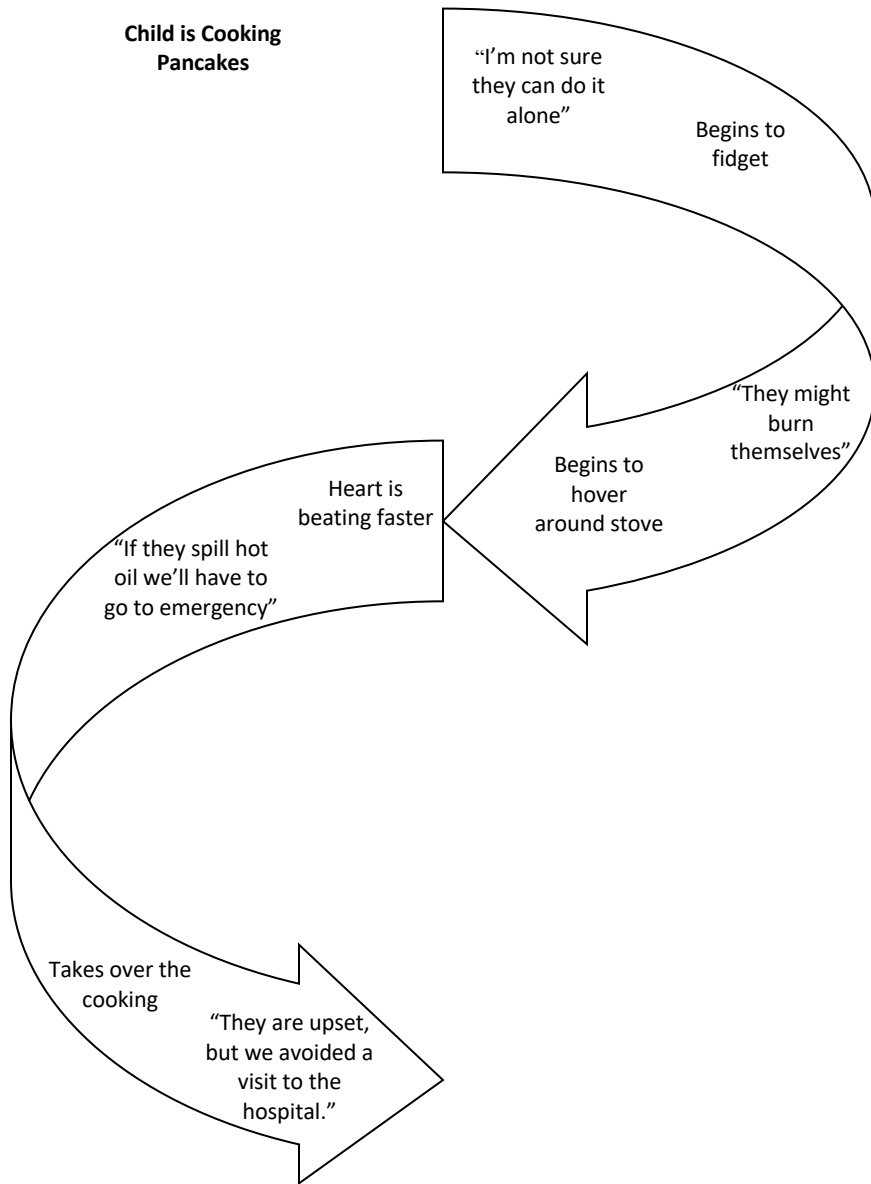 Child is Cooking
Pancakes
“I’m not sure
they can do it
alone”
Begins to
fidget
“They might
burn
themselves”
Begins to
hover
around stove
Heart is
beating faster
“If they spill hot
oil we’ll have to
go to emergency”
Takes over the
cooking
“They are upset,
but we avoided a
visit to the
hospital.”